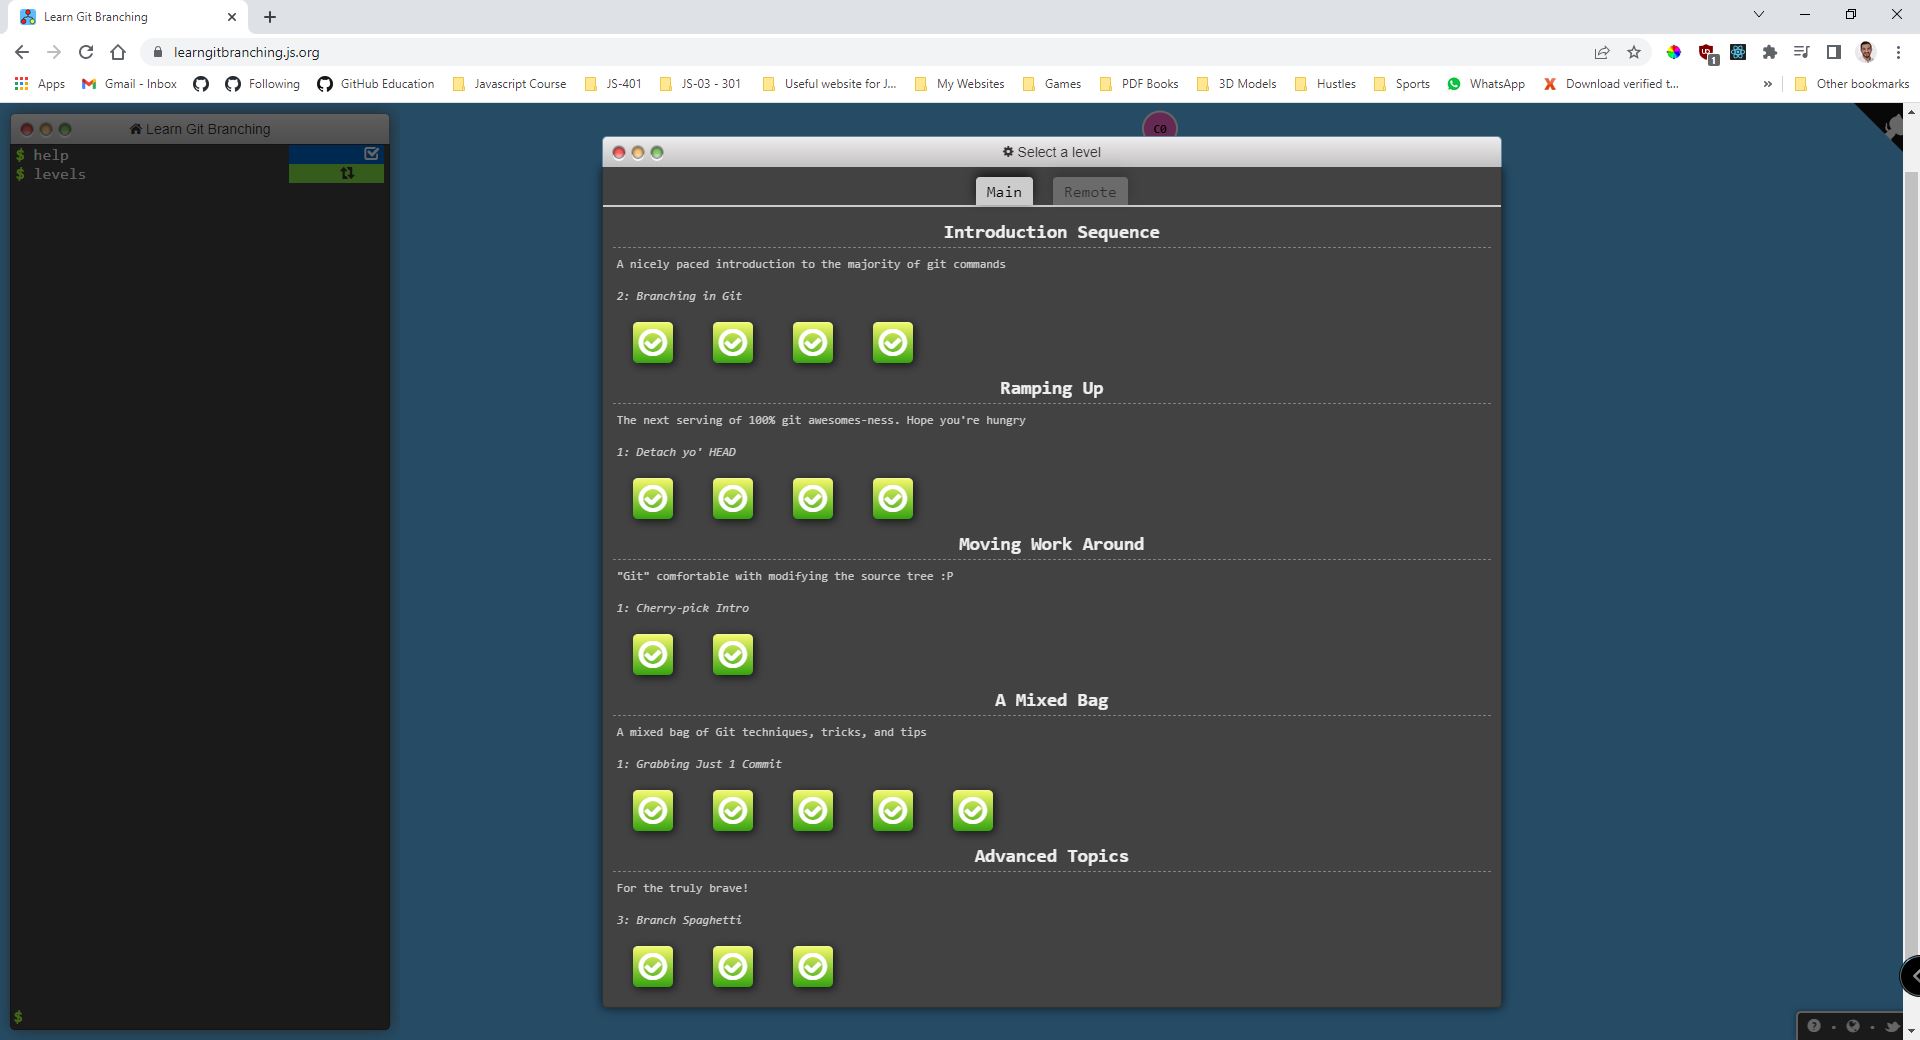 Learn Git Branching
learngitbranching.js.org
1
Apps
Gmail - Inbox
Following
GitHub Education
Javascript Course
JS-401
JS-03 - 301
Useful website for J...
My Websites
Games
PDF Books
3D Models
Hustles
Sports
WhatsApp
Download verified t...
»
Other bookmarks
Learn Git Branching
$ help
$ levels
$
C0
Select a level
Main
Remote
Introduction Sequence
A nicely paced introduction to the majority of git commands
2: Branching in Git
Ramping Up
The next serving of 100% git awesomes-ness. Hope you're hungry
1: Detach yo' HEAD
Moving Work Around
"Git" comfortable with modifying the source tree :P
1: Cherry-pick Intro
A Mixed Bag
A mixed bag of Git techniques, tricks, and tips
1: Grabbing Just 1 Commit
Advanced Topics
For the truly brave!
3: Branch Spaghetti